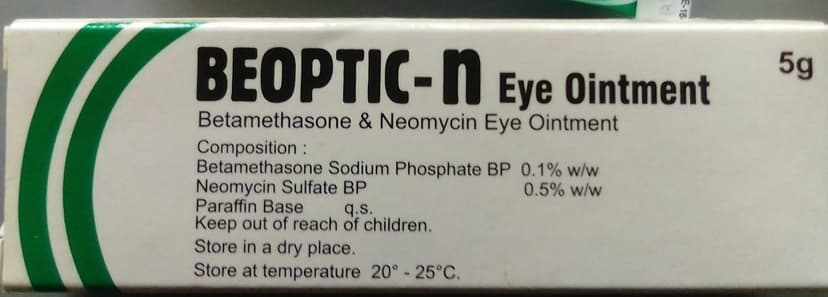 BEOPTIC-n Eye Ointment 5g
Betamethasone & Neomycin Eye Ointment
Composition :
Betamethasone Sodium Phosphate BP 0.1% w/w
Neomycin Sulfate BP 0.5% w/w
Paraffin Base q.s.
Keep out of reach of children.
Store in a dry place.
Store at temperature 20° - 25°C.